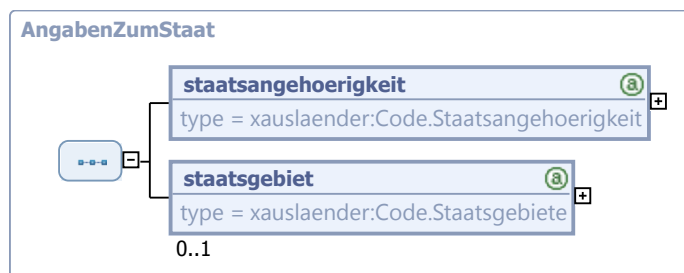 AngabenZumStaat
staatsangehoerigkeit a
type = xauslaender:Code.Staatsangehoerigkeit
staatsgebiet a
type = xauslaender:Code.Staatsgebiete
0..1